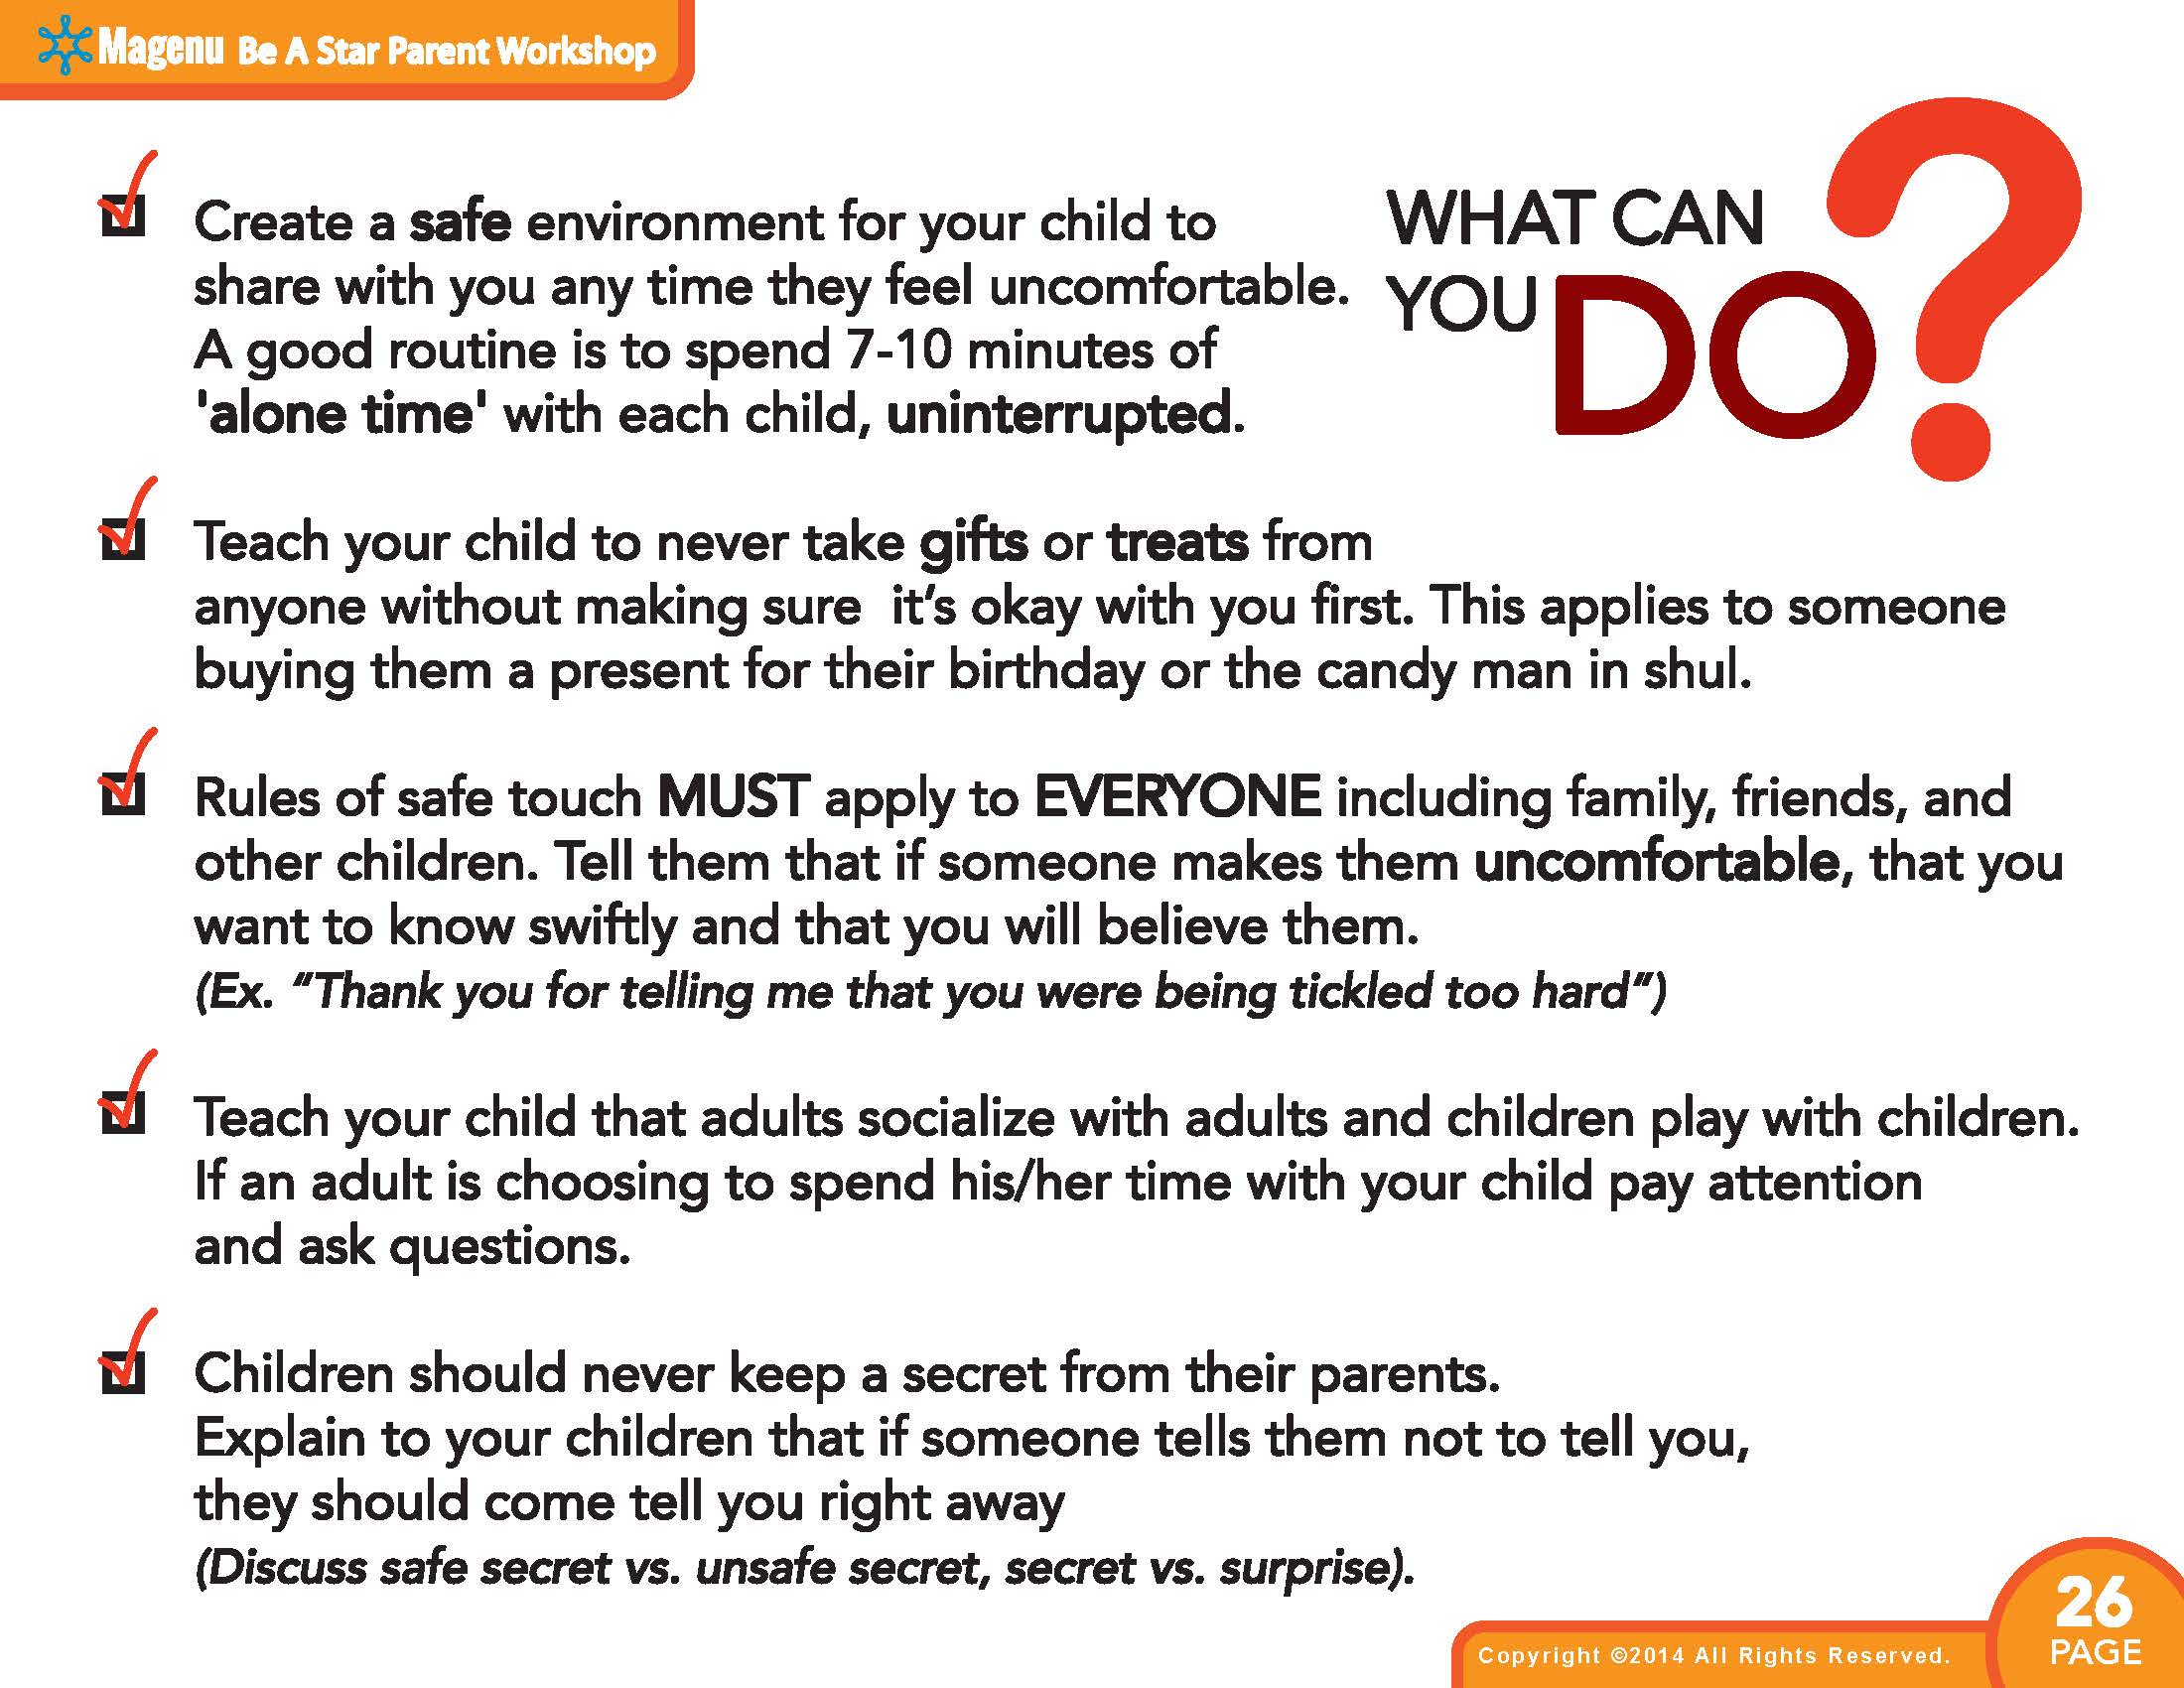 Magenu Be A Star Parent Workshop
WHAT CAN
YOU DO?
Create a safe environment for your child to
share with you any time they feel uncomfortable.
A good routine is to spend 7-10 minutes of
'alone time' with each child, uninterrupted.
Teach your child to never take gifts or treats from
anyone without making sure  it’s okay with you first. This applies to someone
buying them a present for their birthday or the candy man in shul.
Rules of safe touch MUST apply to EVERYONE including family, friends, and
other children. Tell them that if someone makes them uncomfortable, that you
want to know swiftly and that you will believe them.
(Ex. “Thank you for telling me that you were being tickled too hard”)
Teach your child that adults socialize with adults and children play with children.
If an adult is choosing to spend his/her time with your child pay attention
and ask questions.
Children should never keep a secret from their parents.
Explain to your children that if someone tells them not to tell you,
they should come tell you right away
(Discuss safe secret vs. unsafe secret, secret vs. surprise).
Copyright ©2014 All Rights Reserved.
26
PAGE